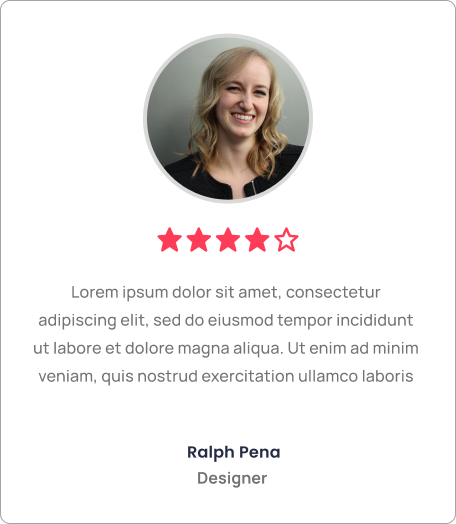 Lorem ipsum dolor sit amet, consectetur
adipiscing elit, sed do eiusmod tempor incididunt
ut labore et dolore magna aliqua. Ut enim ad minim
veniam, quis nostrud exercitation ullamco laboris
Ralph Pena
Designer